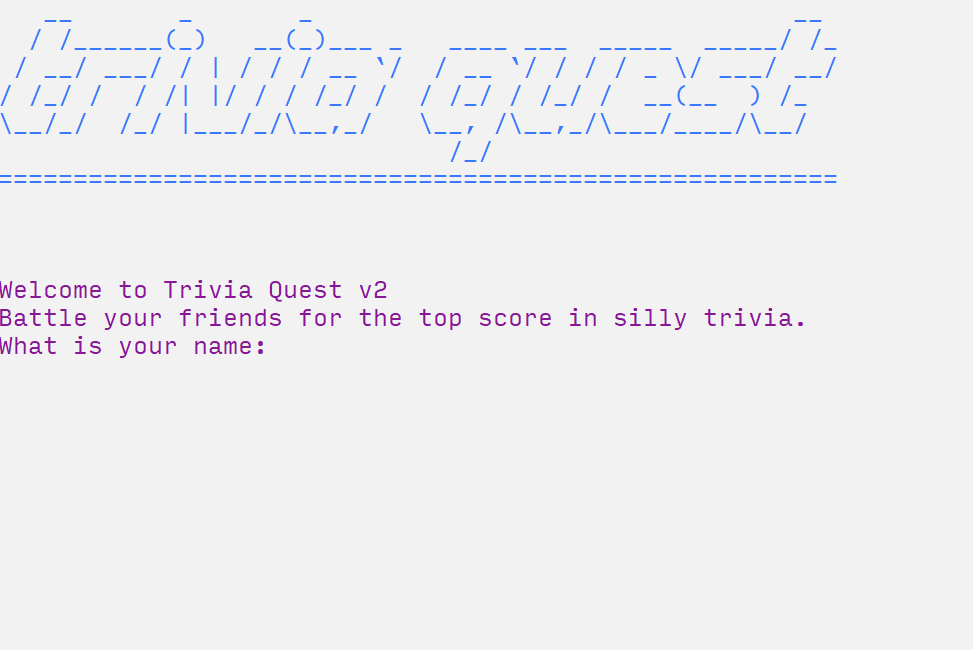 trivia quest
========================================================
Welcome to Trivia Quest v2
Battle your friends for the top score in silly trivia.
What is your name: